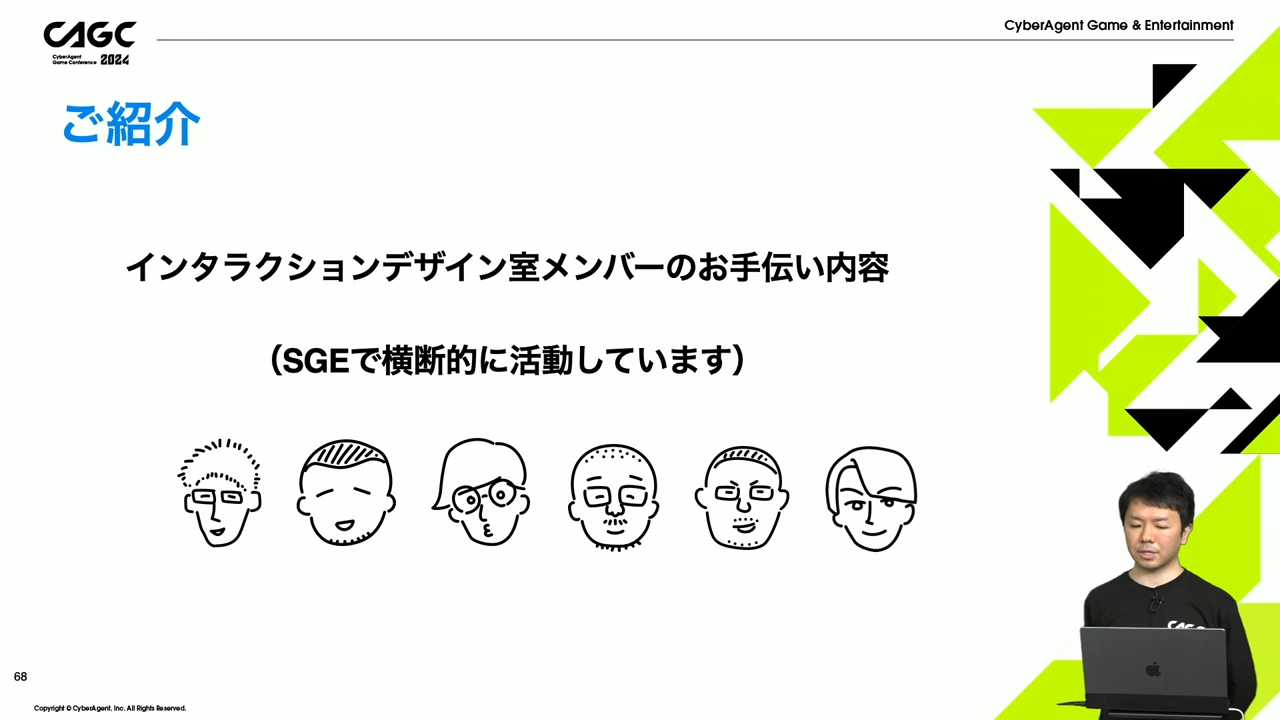 CAGC
CyberAgent
Game Conference 2024
CyberAgent Game & Entertainment
ご紹介
インタラクションデザイン室メンバーのお手伝い内容
（SGEで横断的に活動しています）
CAGC
68
Copyright © CyberAgent, Inc. All Rights Reserved.